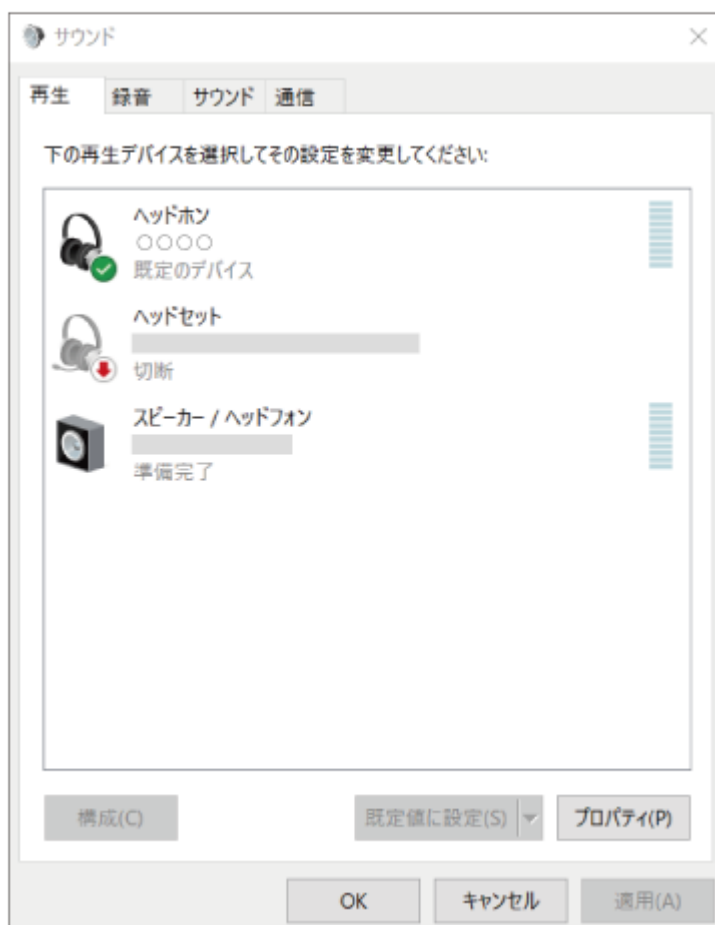 サウンド
再生 録音 サウンド 通信
下の再生デバイスを選択してその設定を変更してください:
ヘッドホン
○○○○
既定のデバイス
ヘッドセット
切断
スピーカー / ヘッドフォン
準備完了
構成(C) 既定値に設定(S) プロパティ(P)
OK キャンセル 適用(A)